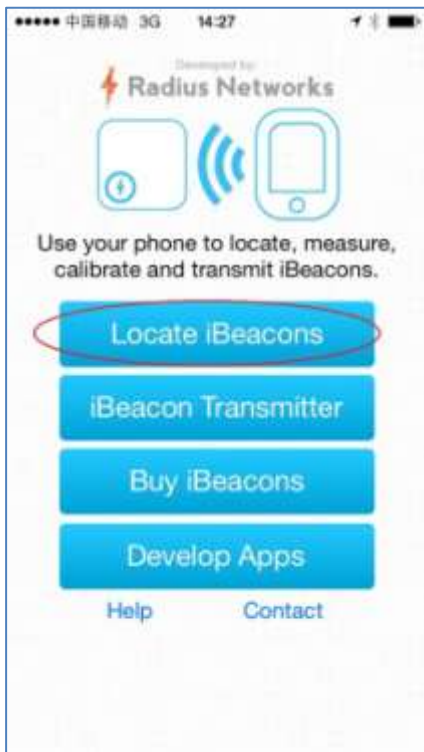 中国移动 3G 14:27
Developed by:
Radius Networks
Use your phone to locate, measure,
calibrate and transmit iBeacons.
Locate iBeacons
iBeacon Transmitter
Buy iBeacons
Develop Apps
Help Contact